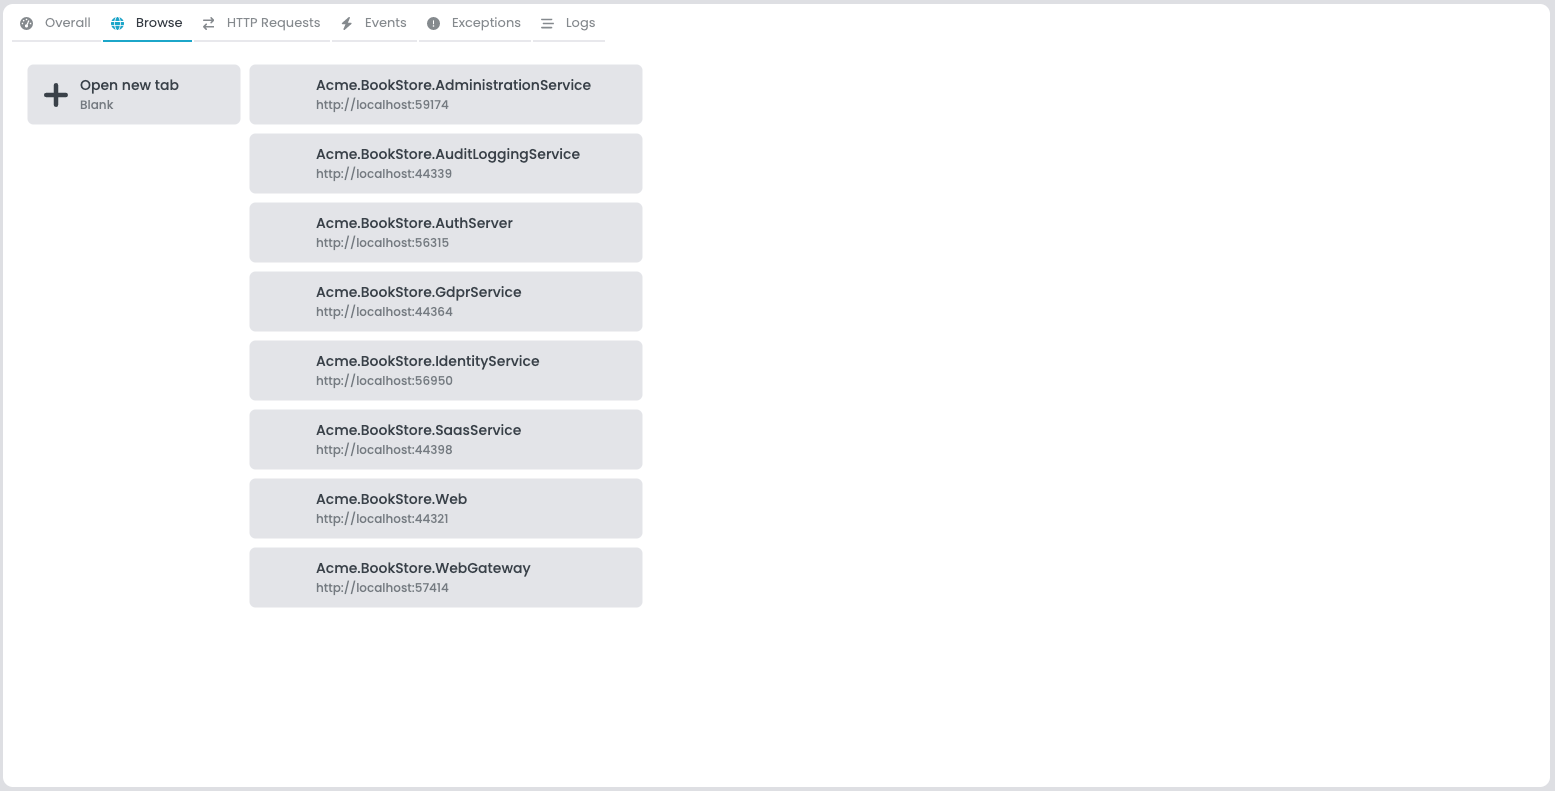 Overall Browse HTTP Requests Events Exceptions Logs
Open new tab
Blank
Acme.BookStore.AdministrationService
http://localhost:59174
Acme.BookStore.AuditLoggingService
http://localhost:44339
Acme.BookStore.AuthServer
http://localhost:56315
Acme.BookStore.GdprService
http://localhost:44364
Acme.BookStore.IdentityService
http://localhost:56950
Acme.BookStore.SaasService
http://localhost:44398
Acme.BookStore.Web
http://localhost:44321
Acme.BookStore.WebGateway
http://localhost:57414